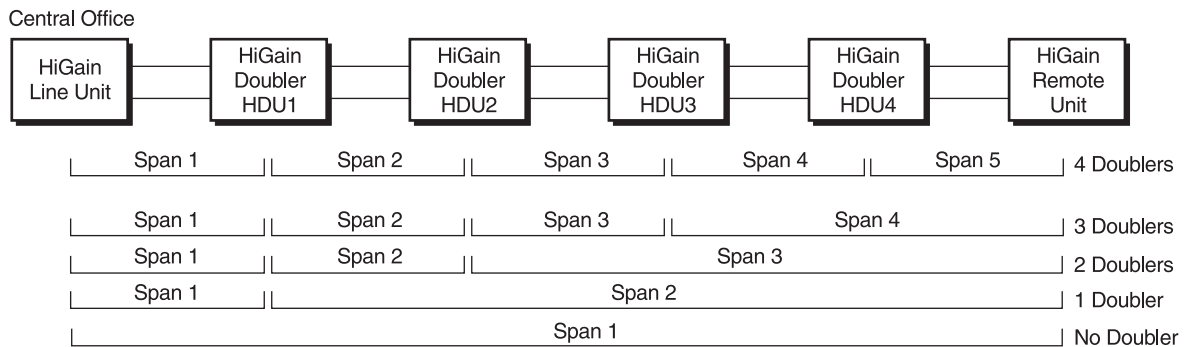 Central Office
HiGain
Line Unit
HiGain
Doubler
HDU1
HiGain
Doubler
HDU2
HiGain
Doubler
HDU3
HiGain
Doubler
HDU4
HiGain
Remote
Unit
Span 1 Span 2 Span 3 Span 4 Span 5 4 Doublers
Span 1 Span 2 Span 3 Span 4 3 Doublers
Span 1 Span 2 Span 3 2 Doublers
Span 1 Span 2 1 Doubler
Span 1 No Doubler